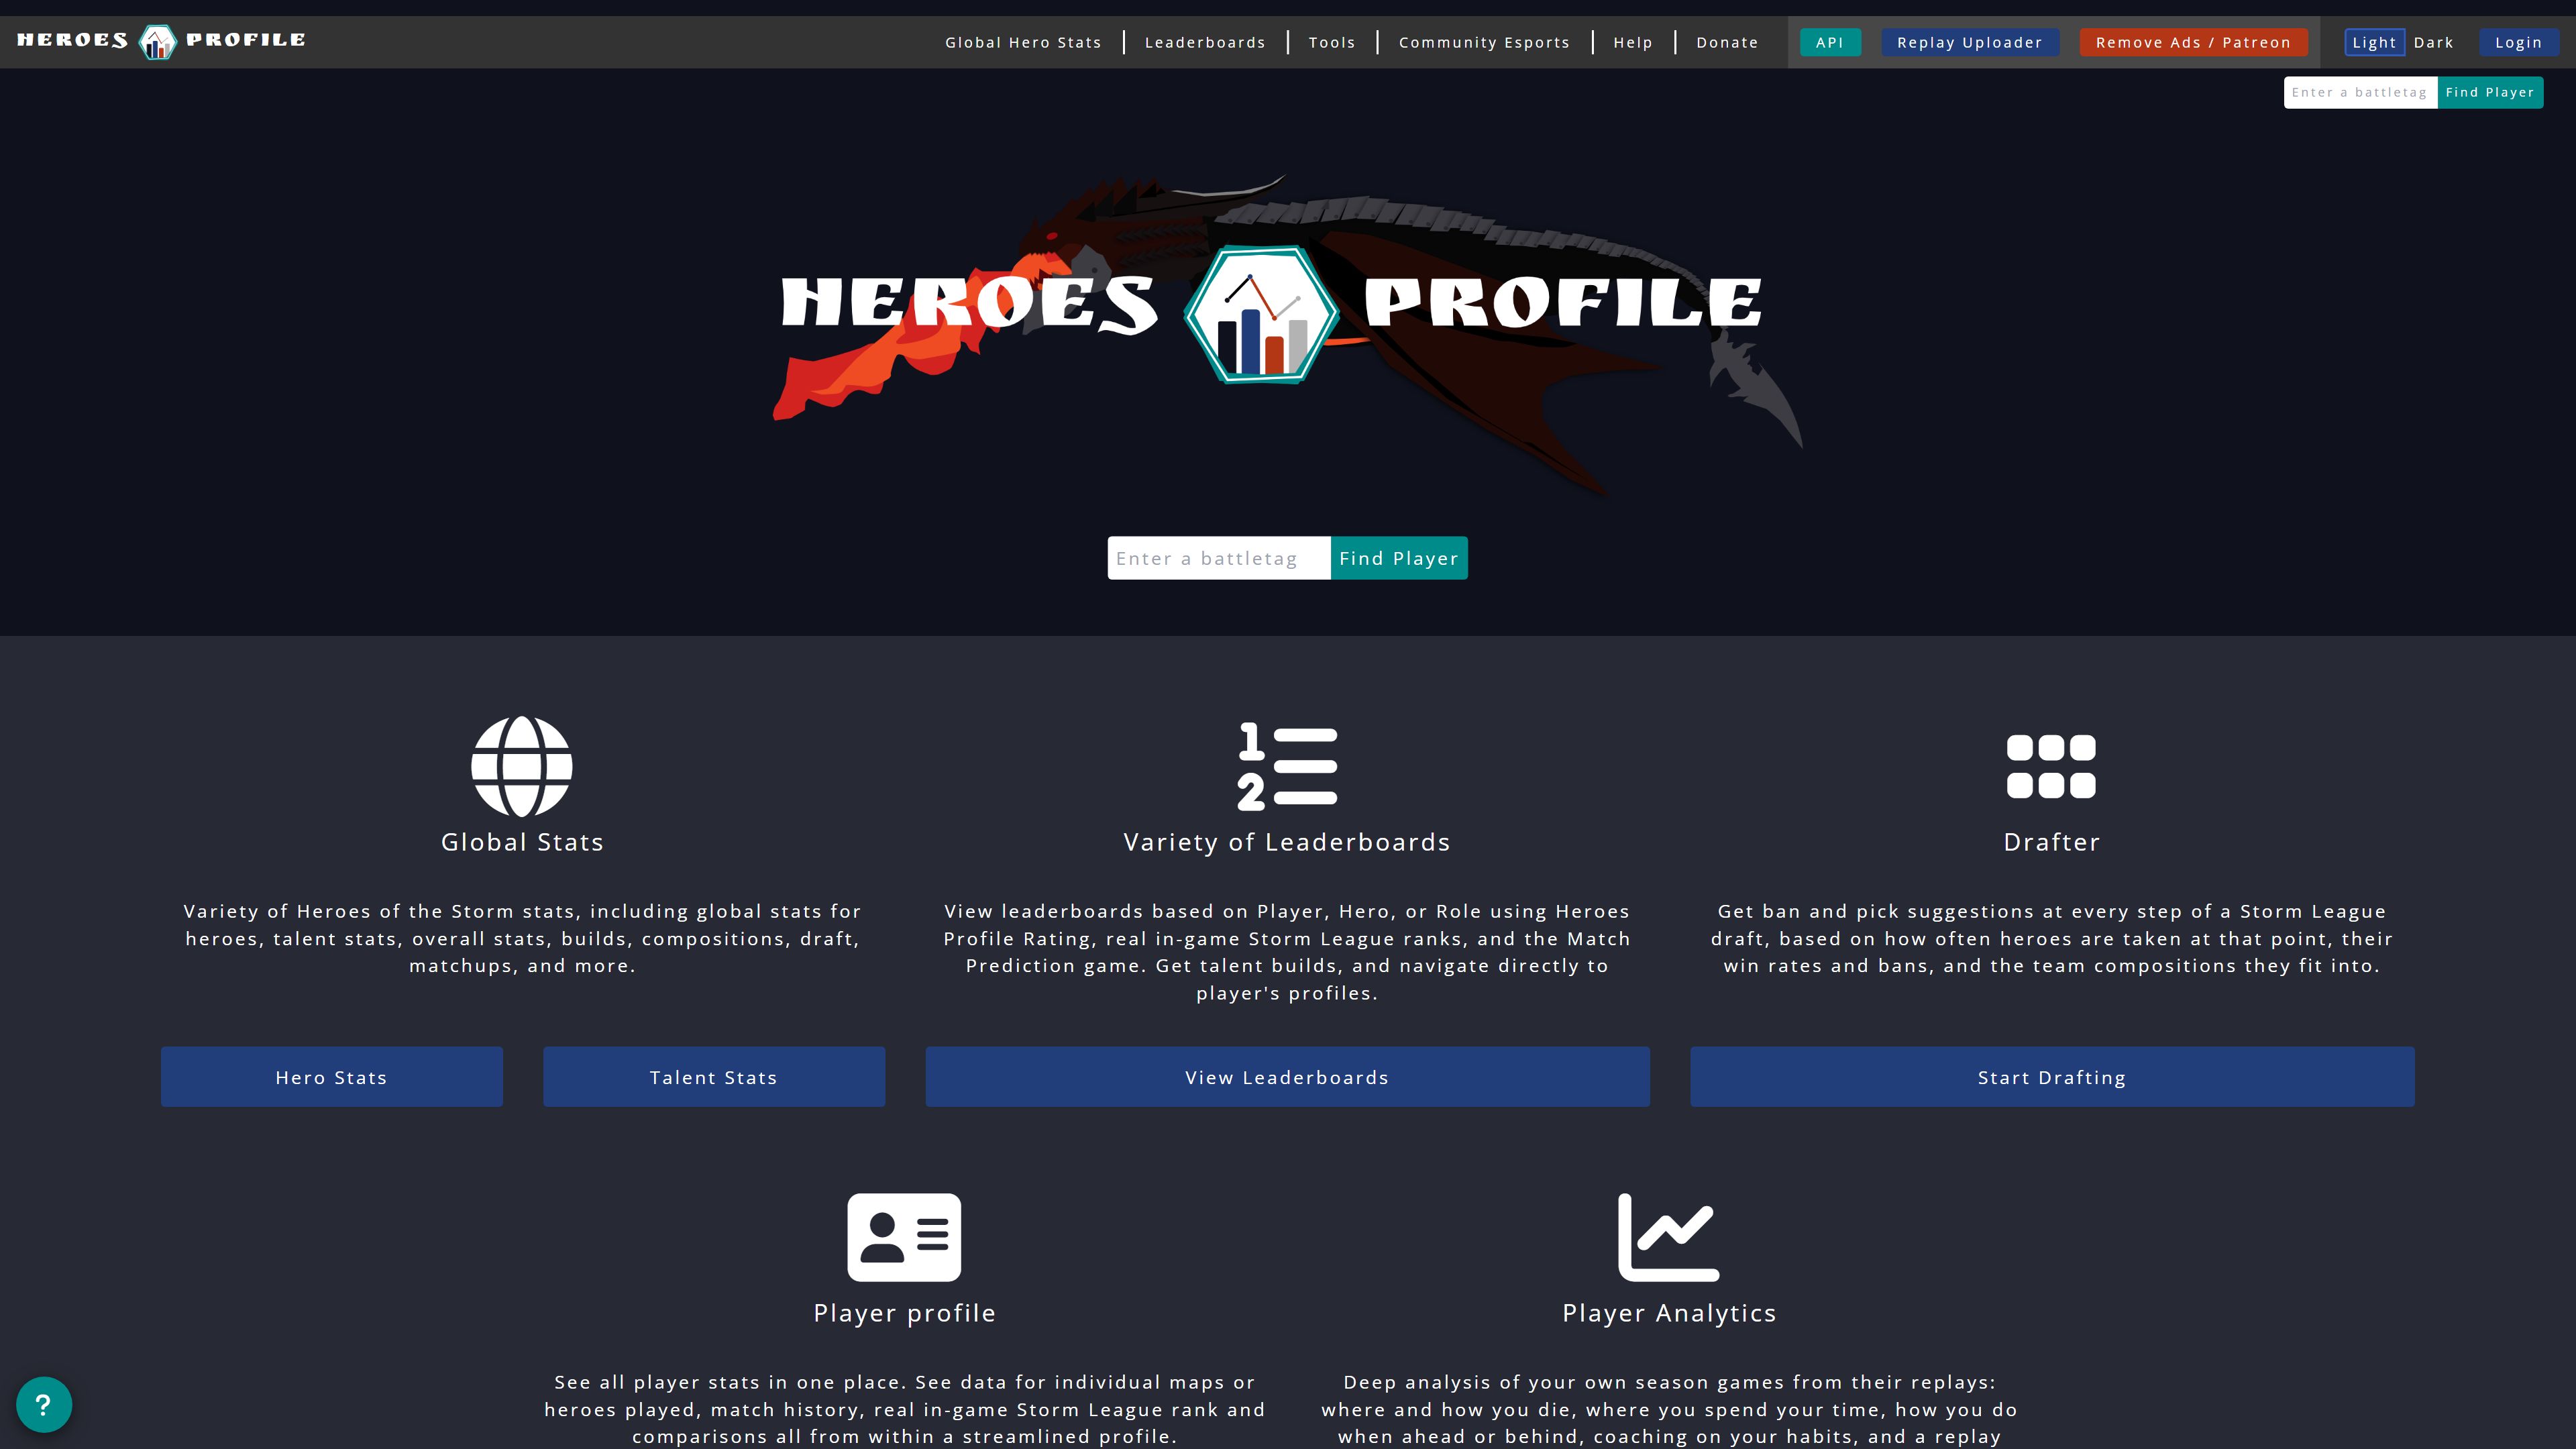 HEROES PROFILE
Global Hero Stats
Leaderboards
Tools
Community Esports
Help
Donate
API
Replay Uploader
Remove Ads / Patreon
Light
Dark
Login
Enter a battletag
Find Player
HEROES PROFILE
Enter a battletag
Find Player
Global Stats
Variety of Heroes of the Storm stats, including global stats for
heroes, talent stats, overall stats, builds, compositions, draft,
matchups, and more.
Hero Stats
Talent Stats
Variety of Leaderboards
View leaderboards based on Player, Hero, or Role using Heroes
Profile Rating, real in-game Storm League ranks, and the Match
Prediction game. Get talent builds, and navigate directly to
player's profiles.
View Leaderboards
Drafter
Get ban and pick suggestions at every step of a Storm League
draft, based on how often heroes are taken at that point, their
win rates and bans, and the team compositions they fit into.
Start Drafting
Player profile
See all player stats in one place. See data for individual maps or
heroes played, match history, real in-game Storm League rank and
comparisons all from within a streamlined profile.
Player Analytics
Deep analysis of your own season games from their replays:
where and how you die, where you spend your time, how you do
when ahead or behind, coaching on your habits, and a replay
?